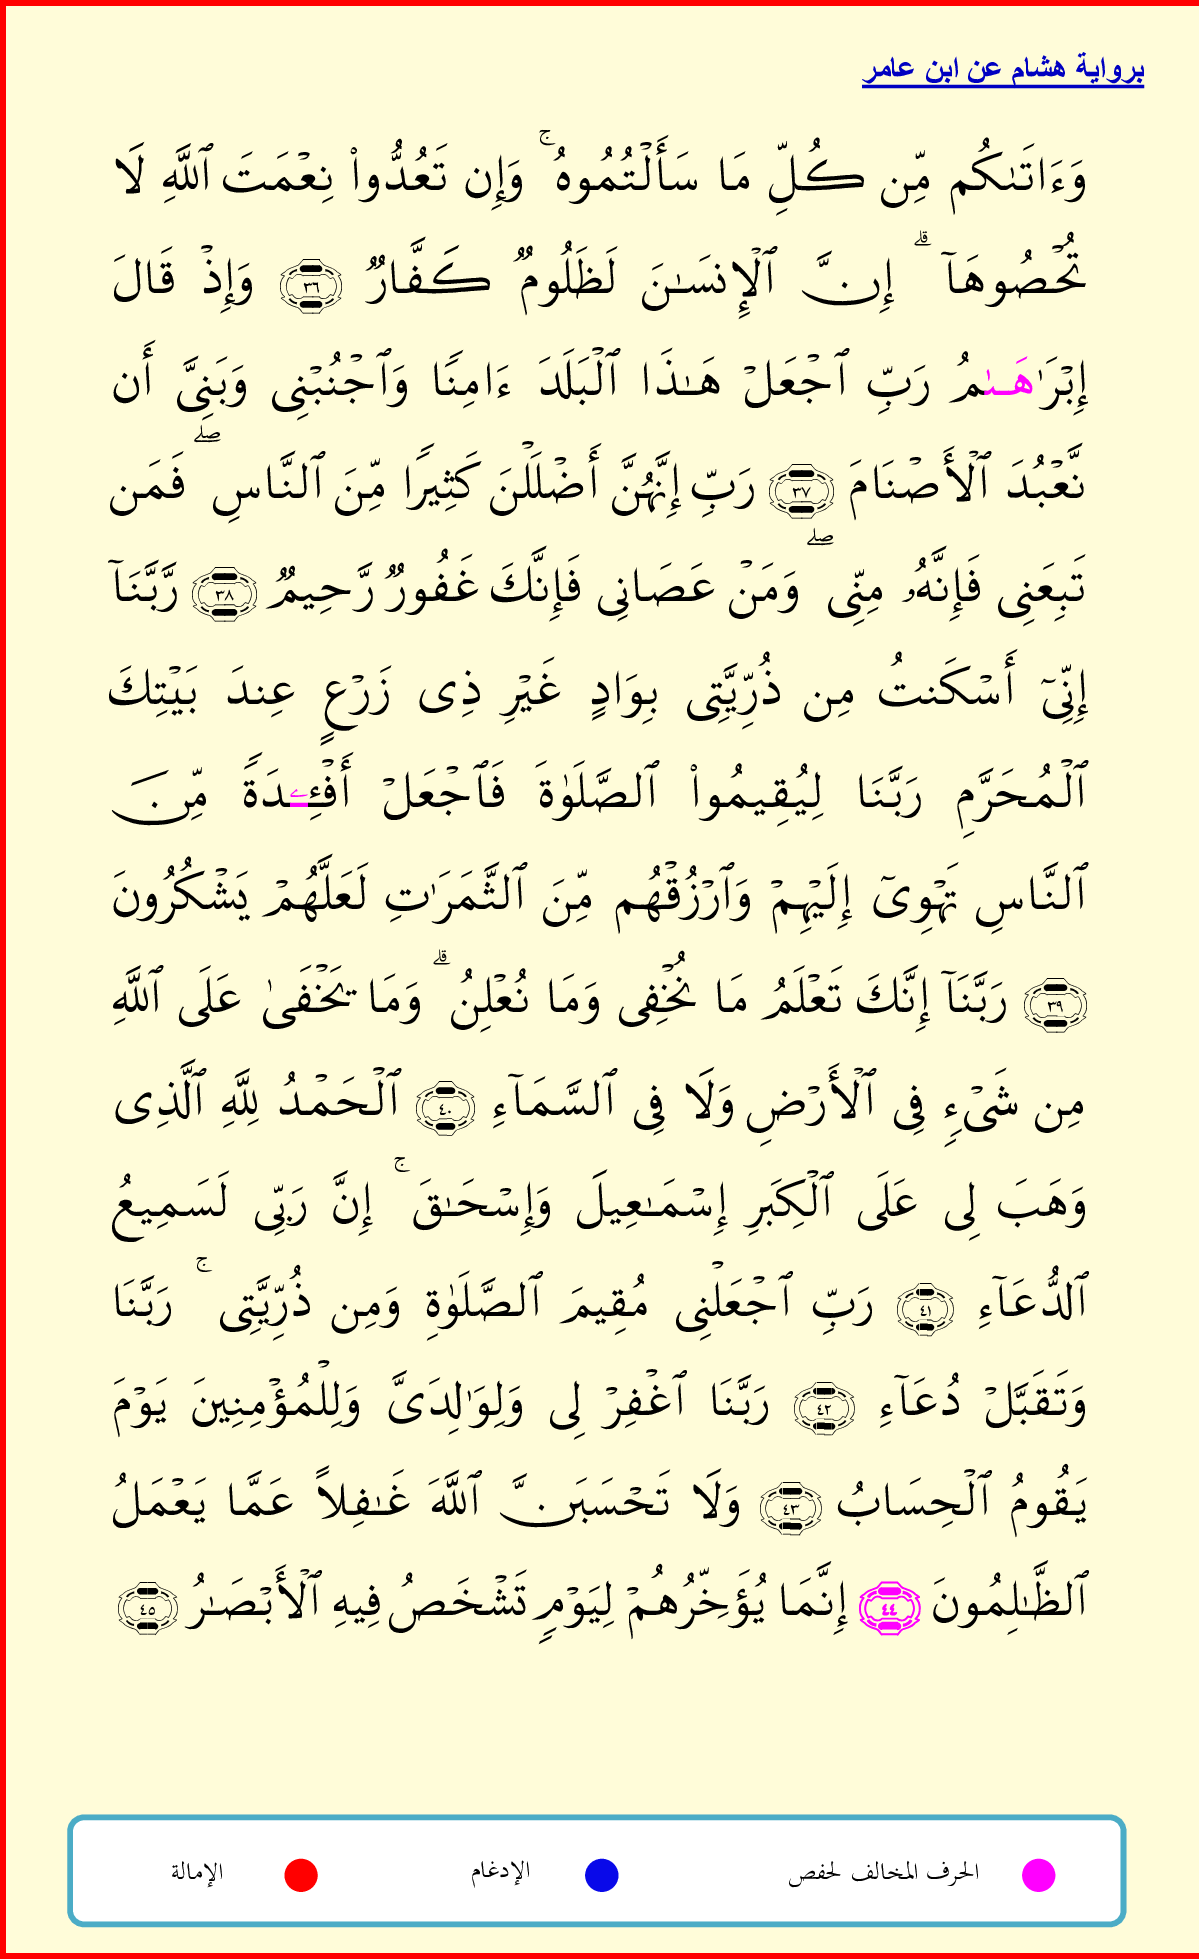 برواية هشام عن ابن عامر
وَءَاتَىٰكُم مِّن كُلِّ مَا سَأَلْتُمُوهُ ۚ وَإِن تَعُدُّوا۟ نِعْمَتَ ٱللَّهِ لَا
تُحْصُوهَآ ۗ إِنَّ ٱلْإِنسَـٰنَ لَظَلُومٌ كَفَّارٌ ٣٦ وَإِذْ قَالَ
إِبْرَٰهَـٰمُ رَبِّ ٱجْعَلْ هَـٰذَا ٱلْبَلَدَ ءَامِنًا وَٱجْنُبْنِى وَبَنِىَّ أَن
نَّعْبُدَ ٱلْأَصْنَامَ ٣٧ رَبِّ إِنَّهُنَّ أَضْلَلْنَ كَثِيرًا مِّنَ ٱلنَّاسِ ۖ فَمَن
تَبِعَنِى فَإِنَّهُۥ مِنِّى ۖ وَمَنْ عَصَانِى فَإِنَّكَ غَفُورٌ رَّحِيمٌ ٣٨ رَّبَّنَآ
إِنِّىٓ أَسْكَنتُ مِن ذُرِّيَّتِى بِوَادٍ غَيْرِ ذِى زَرْعٍ عِندَ بَيْتِكَ
ٱلْمُحَرَّمِ رَبَّنَا لِيُقِيمُوا۟ ٱلصَّلَوٰةَ فَٱجْعَلْ أَفْـِٔےدَةً مِّنَ
ٱلنَّاسِ تَهْوِىٓ إِلَيْهِمْ وَٱرْزُقْهُم مِّنَ ٱلثَّمَرَٰتِ لَعَلَّهُمْ يَشْكُرُونَ
٣٩ رَبَّنَآ إِنَّكَ تَعْلَمُ مَا نُخْفِى وَمَا نُعْلِنُ ۗ وَمَا يَخْفَىٰ عَلَى ٱللَّهِ
مِن شَىْءٍ فِى ٱلْأَرْضِ وَلَا فِى ٱلسَّمَآءِ ٤٠ ٱلْحَمْدُ لِلَّهِ ٱلَّذِى
وَهَبَ لِى عَلَى ٱلْكِبَرِ إِسْمَـٰعِيلَ وَإِسْحَـٰقَ ۚ إِنَّ رَبِّى لَسَمِيعُ
ٱلدُّعَآءِ ٤١ رَبِّ ٱجْعَلْنِى مُقِيمَ ٱلصَّلَوٰةِ وَمِن ذُرِّيَّتِى ۚ رَبَّنَا
وَتَقَبَّلْ دُعَآءِ ٤٢ رَبَّنَا ٱغْفِرْ لِى وَلِوَٰلِدَىَّ وَلِلْمُؤْمِنِينَ يَوْمَ
يَقُومُ ٱلْحِسَابُ ٤٣ وَلَا تَحْسَبَنَّ ٱللَّهَ غَـٰفِلاً عَمَّا يَعْمَلُ
ٱلظَّـٰلِمُونَ ٤٤ إِنَّمَا يُؤَخِّرُهُمْ لِيَوْمٍ تَشْخَصُ فِيهِ ٱلْأَبْصَـٰرُ ٤٥
الحرف المخالف لحفص الإدغام الإمالة